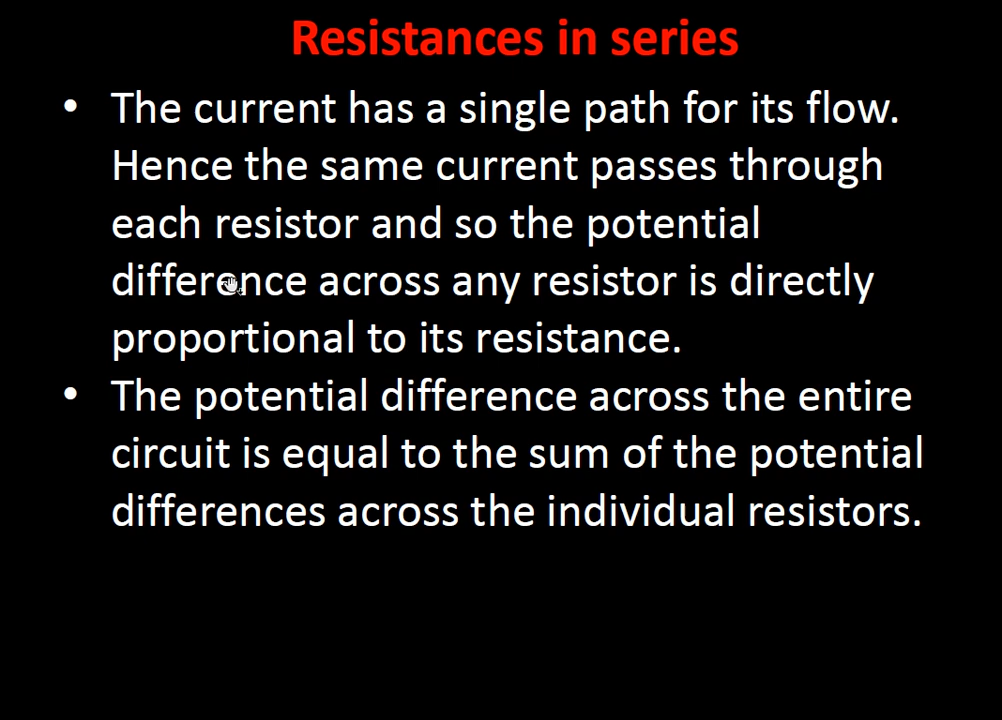 Resistances in series
• The current has a single path for its flow.
Hence the same current passes through
each resistor and so the potential
difference across any resistor is directly
proportional to its resistance.
• The potential difference across the entire
circuit is equal to the sum of the potential
differences across the individual resistors.